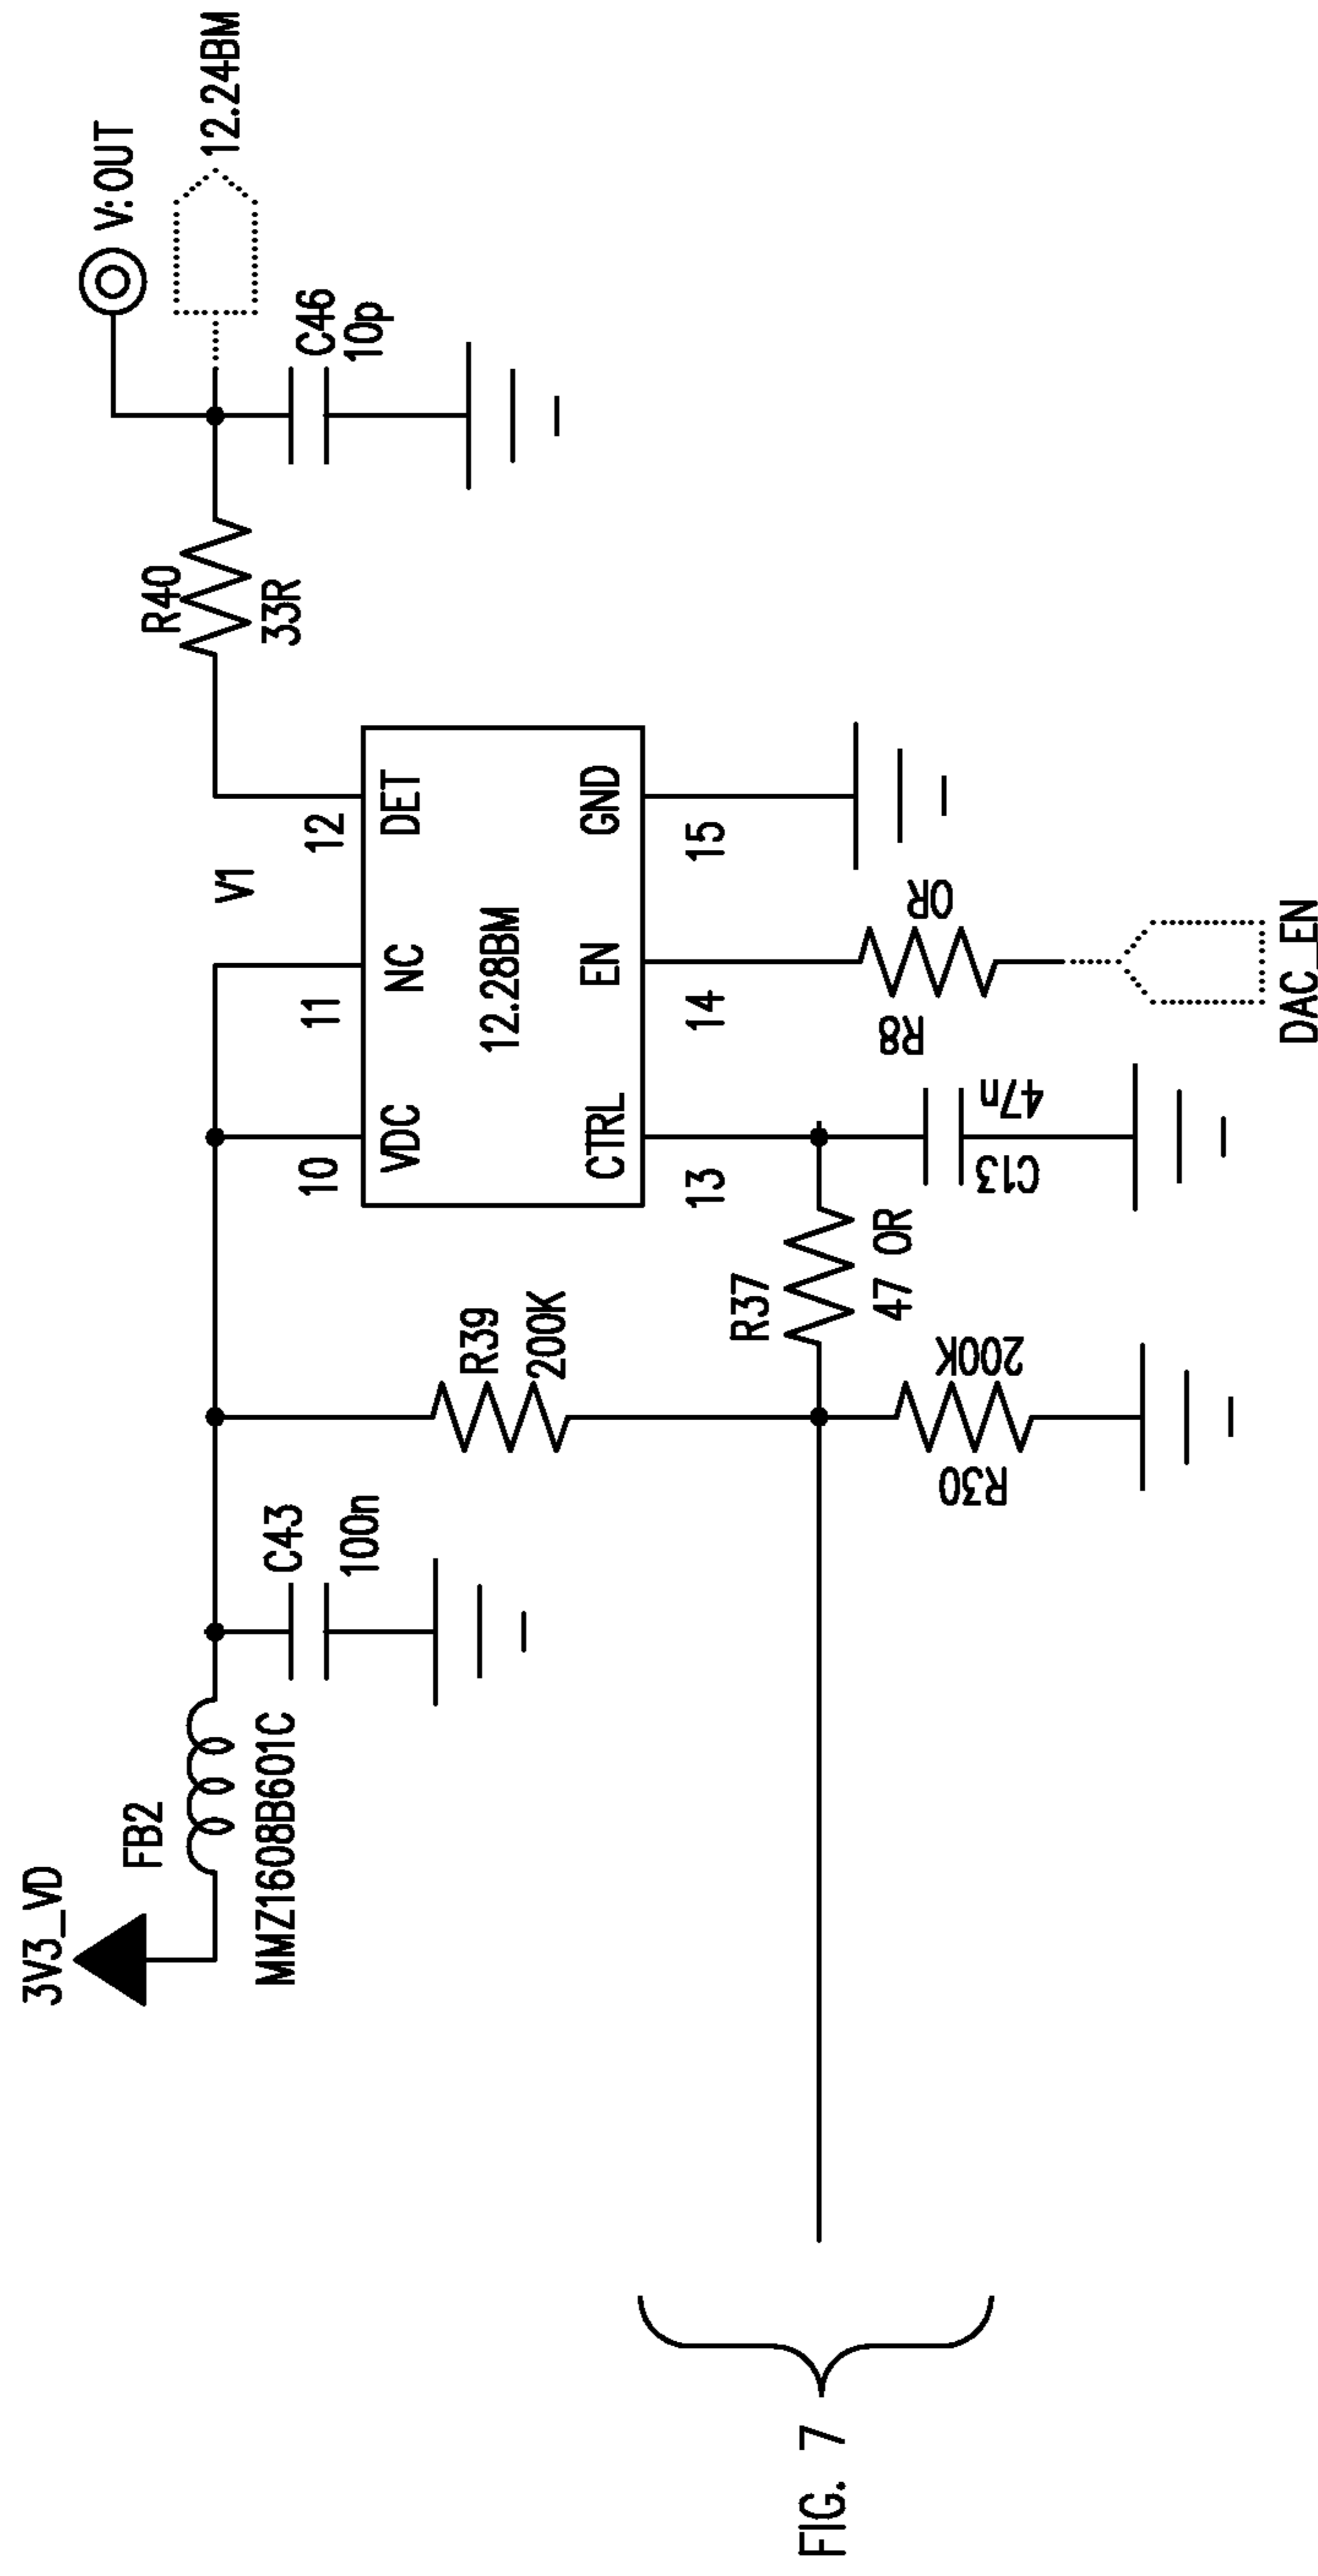 3V3_VD
FB2
MMZ1608B601C
C43
100n
R39
200K
V1
R40
33R
V:OUT
12.24BM
C46
10p
10
11
12
VDC
NC
DET
12.28BM
CTRL
EN
GND
13
14
15
R37
47 0R
R30
200K
C13
47n
R8
0R
DAC_EN
FIG. 7